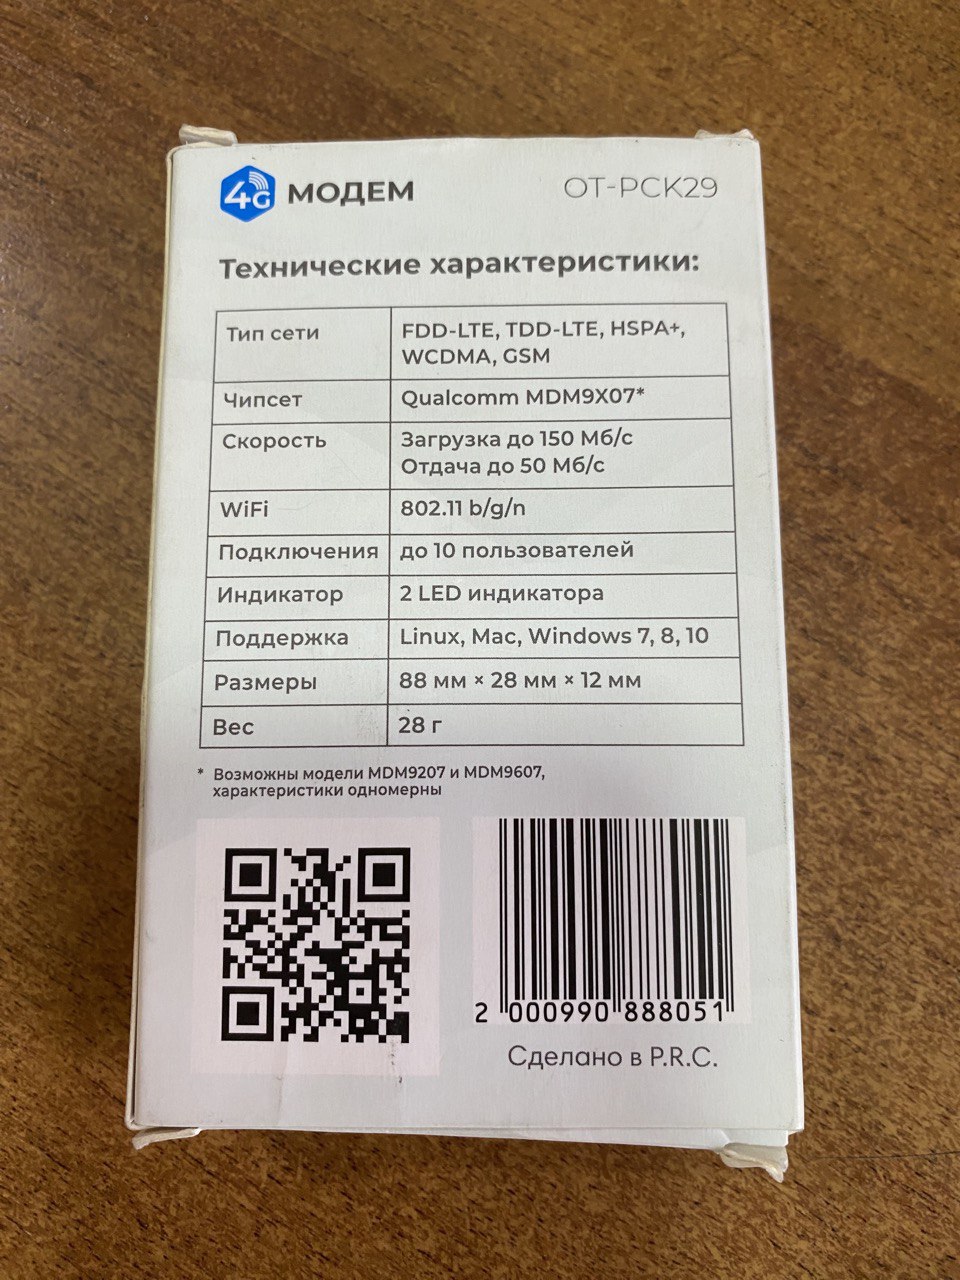 4G МОДЕМ OT-PCK29
Технические характеристики:
Тип сети FDD-LTE, TDD-LTE, HSPA+,
WCDMA, GSM
Чипсет Qualcomm MDM9X07*
Скорость Загрузка до 150 Мб/с
Отдача до 50 Мб/с
WiFi 802.11 b/g/n
Подключения до 10 пользователей
Индикатор 2 LED индикатора
Поддержка Linux, Mac, Windows 7, 8, 10
Размеры 88 мм × 28 мм × 12 мм
Вес 28 г
* Возможны модели MDM9207 и MDM9607,
характеристики одномерны
2 000990 888051
Сделано в P.R.C.